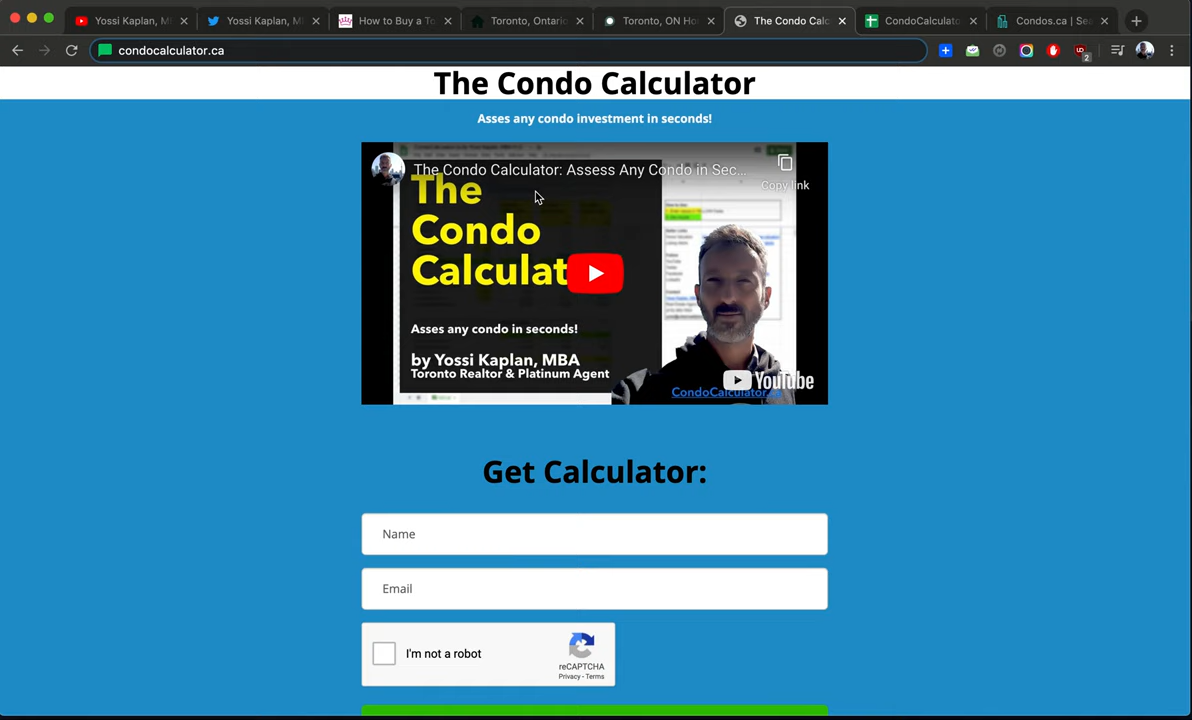 Yossi Kaplan, M
Yossi Kaplan, M
How to Buy a To
Toronto, Ontario
Toronto, ON Ho
The Condo Calc
CondoCalculato
Condos.ca | Sea
condocalculator.ca
2
The Condo Calculator
Asses any condo investment in seconds!
The Condo Calculator: Assess Any Condo in Sec...
Copy link
The
Condo
Calculat
Asses any condo in seconds!
by Yossi Kaplan, MBA
Toronto Realtor & Platinum Agent
YouTube
CondoCalculator.
Get Calculator:
Name
Email
I'm not a robot
reCAPTCHA
Privacy - Terms